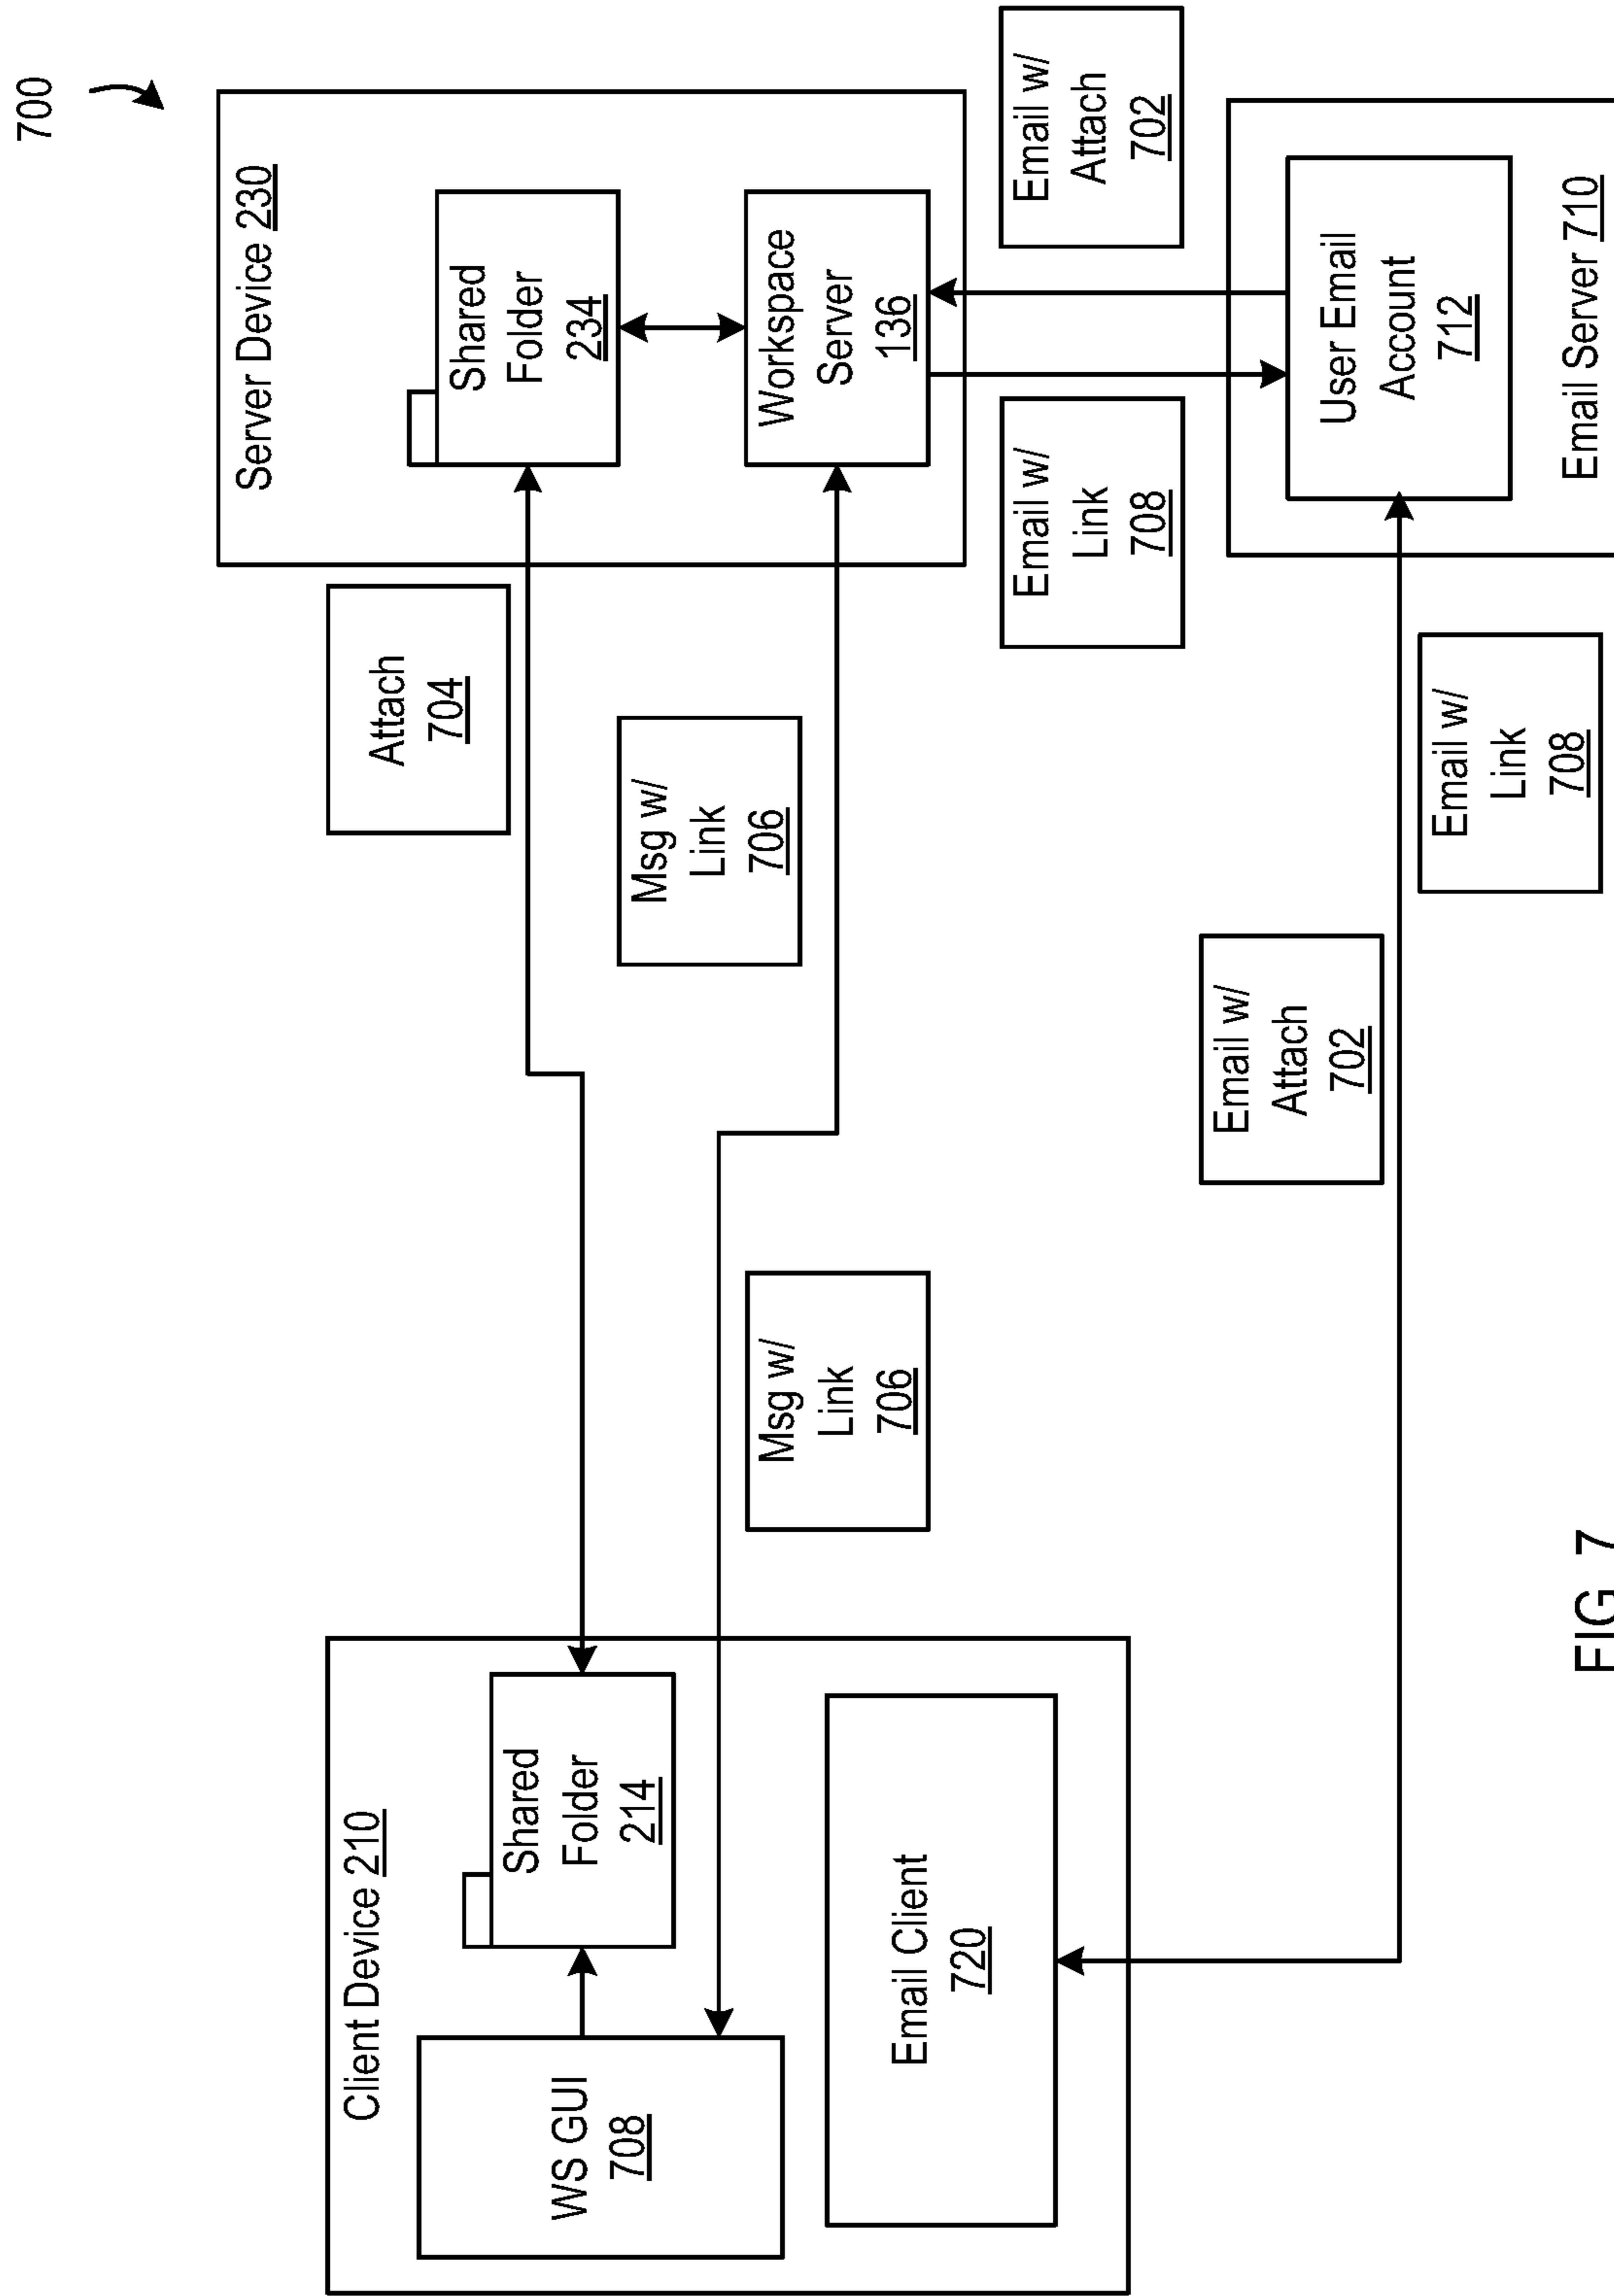 700
Client Device 210
WS GUI
708
Shared
Folder
214
Email Client
720
Attach
704
Msg w/
Link
706
Msg w/
Link
706
Server Device 230
Shared
Folder
234
Workspace
Server
136
Email w/
Link
708
Email w/
Attach
702
Email w/
Attach
702
Email w/
Link
708
User Email
Account
712
Email Server 710
FIG. 7